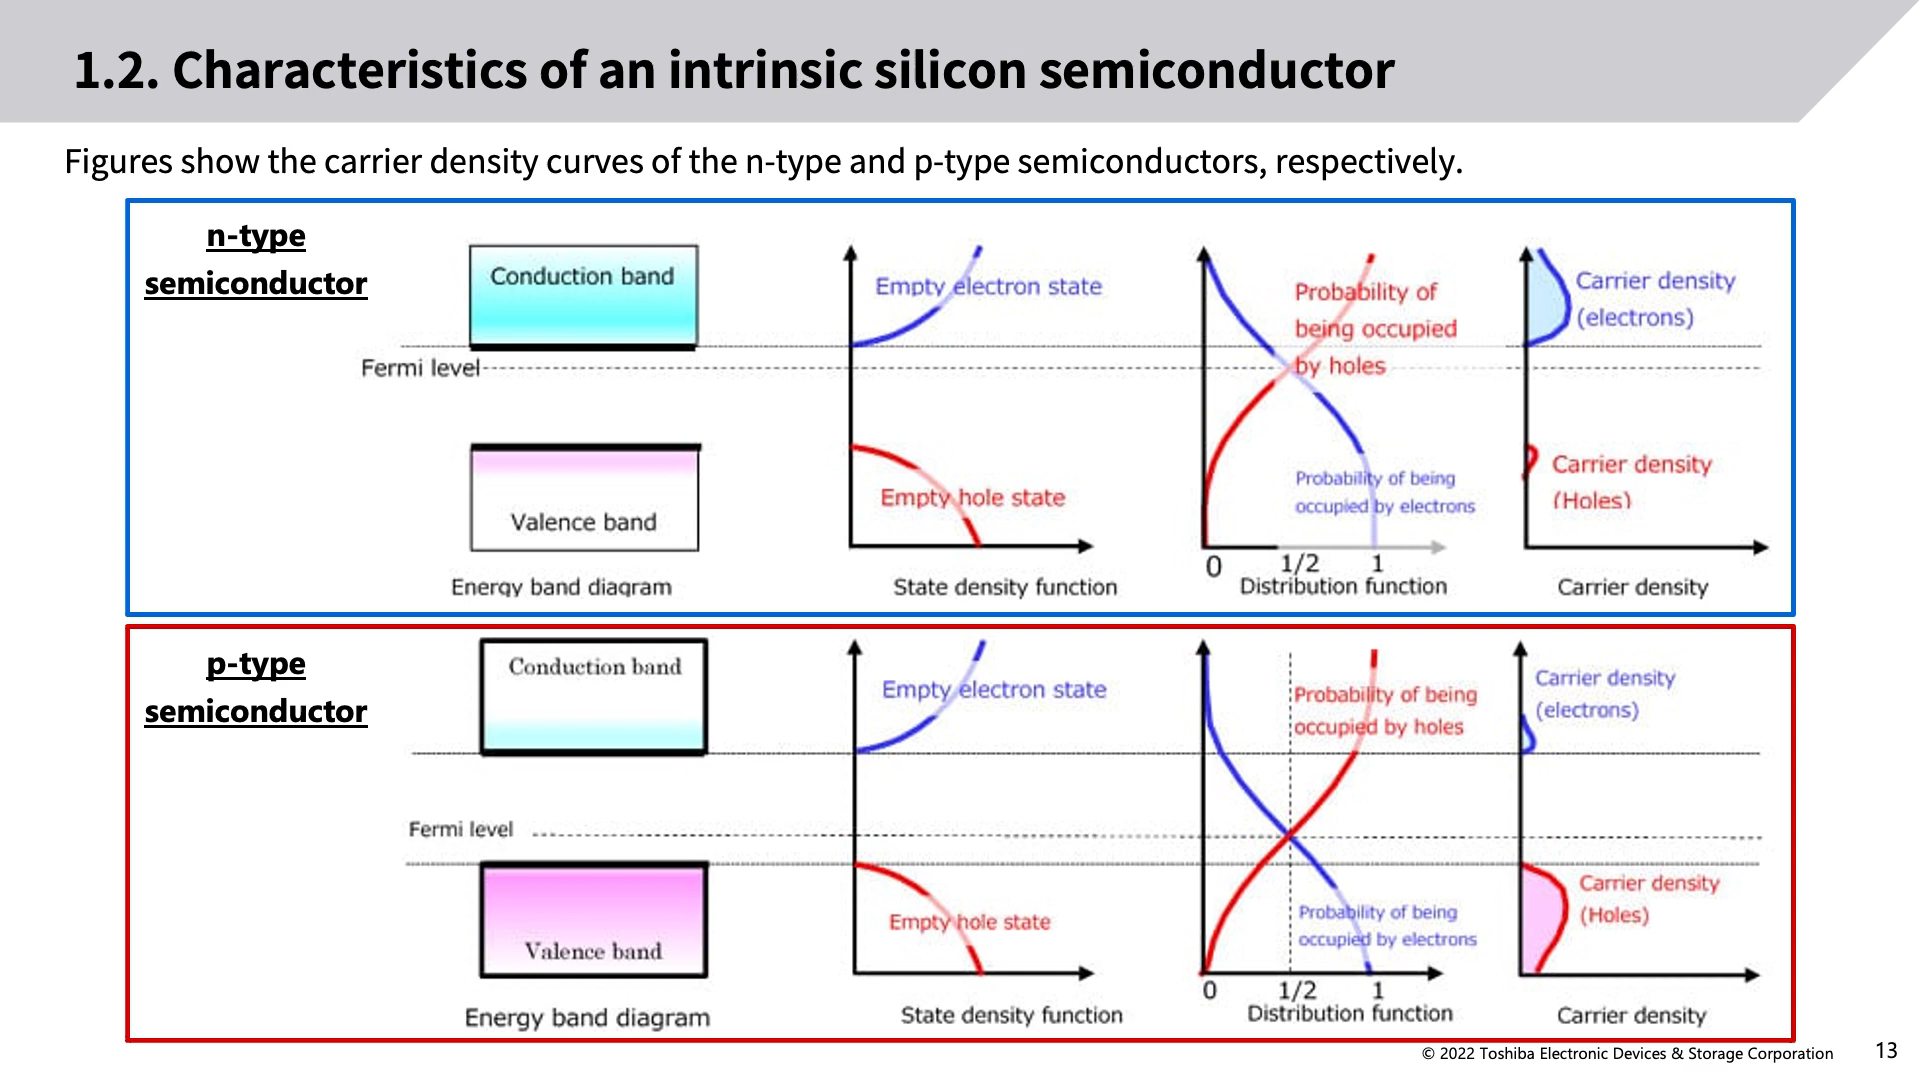 1.2. Characteristics of an intrinsic silicon semiconductor
Figures show the carrier density curves of the n-type and p-type semiconductors, respectively.
n-type
semiconductor
Conduction band
Fermi level
Valence band
Energy band diagram
Empty electron state
Empty hole state
State density function
Probability of
being occupied
by holes
Probability of being
occupied by electrons
0
1/2
1
Distribution function
Carrier density
(electrons)
Carrier density
(Holes)
Carrier density
p-type
semiconductor
Conduction band
Fermi level
Valence band
Energy band diagram
Empty electron state
Empty hole state
State density function
Probability of being
occupied by holes
Probability of being
occupied by electrons
0
1/2
1
Distribution function
Carrier density
(electrons)
Carrier density
(Holes)
Carrier density
© 2022 Toshiba Electronic Devices & Storage Corporation
13